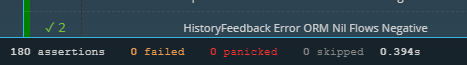 ✓ 2 HistoryFeedback Error ORM Nil Flows Negative
180 assertions 0 failed 0 panicked 0 skipped 0.394s